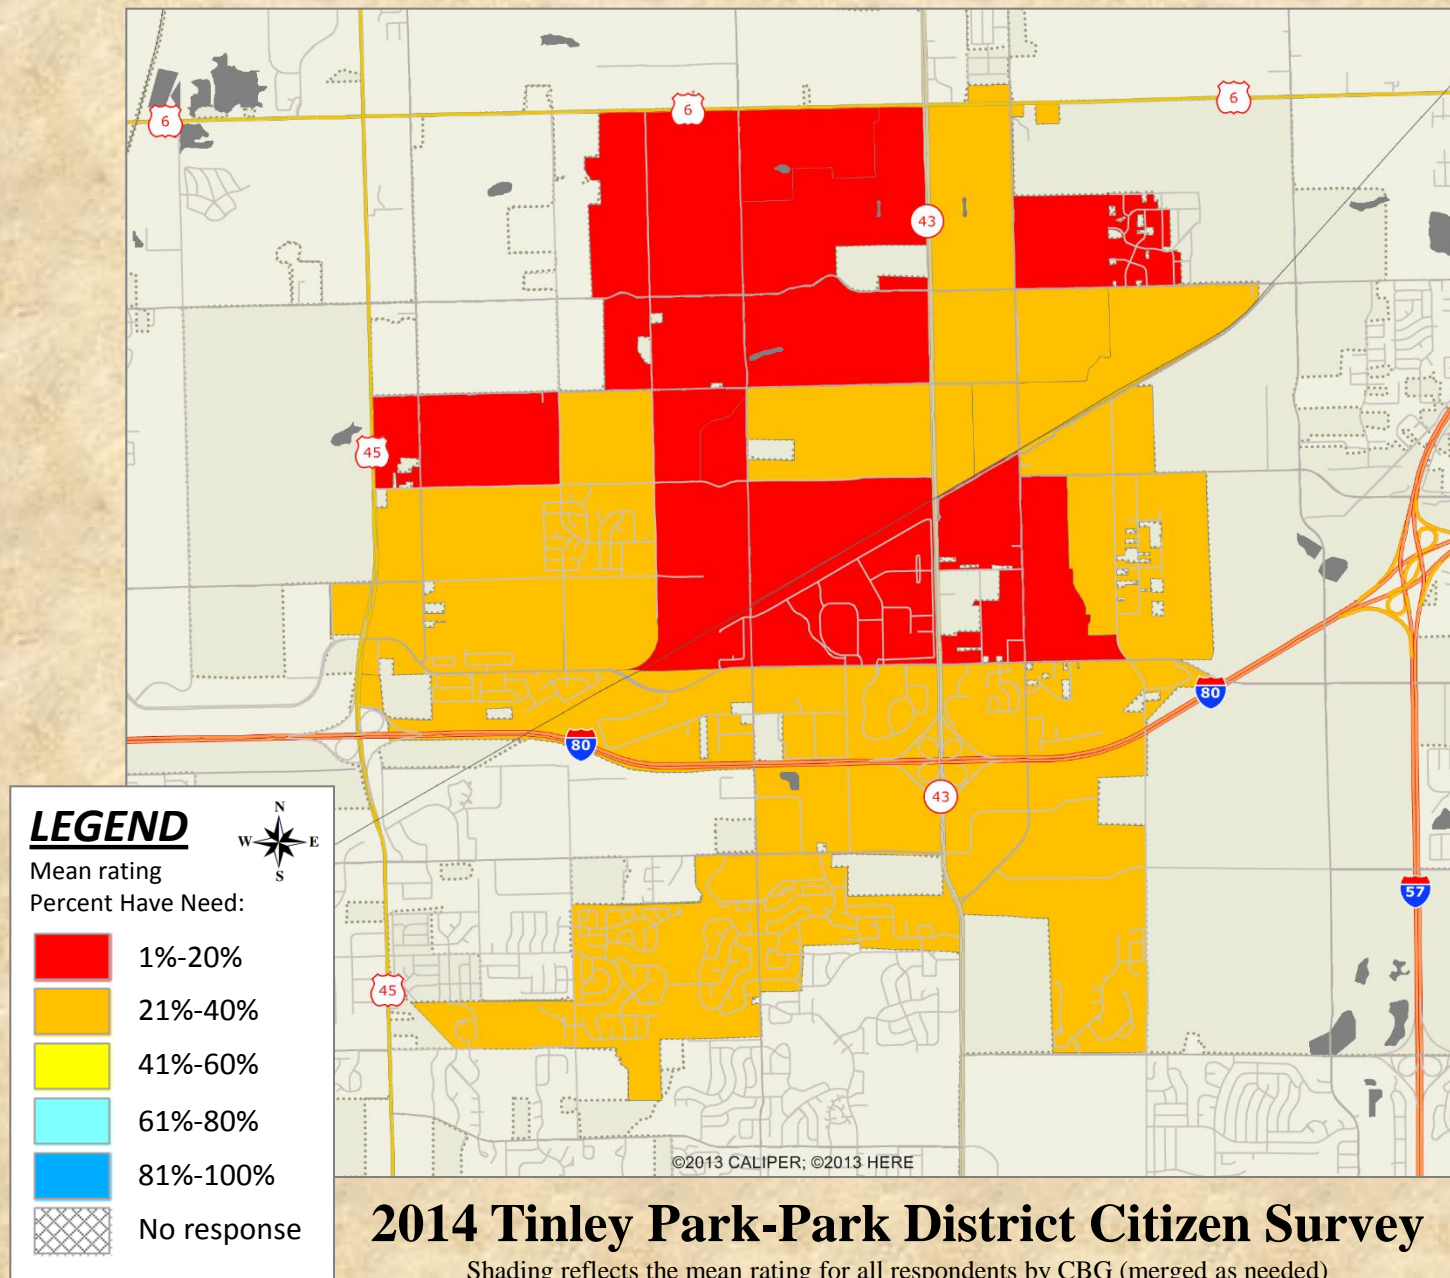 6
6
6
43
45
80
80
43
57
45
LEGEND
N
W E
S
Mean rating
Percent Have Need:
1%-20%
21%-40%
41%-60%
61%-80%
81%-100%
No response
©2013 CALIPER; ©2013 HERE
2014 Tinley Park-Park District Citizen Survey
Shading reflects the mean rating for all respondents by CBG (merged as needed)